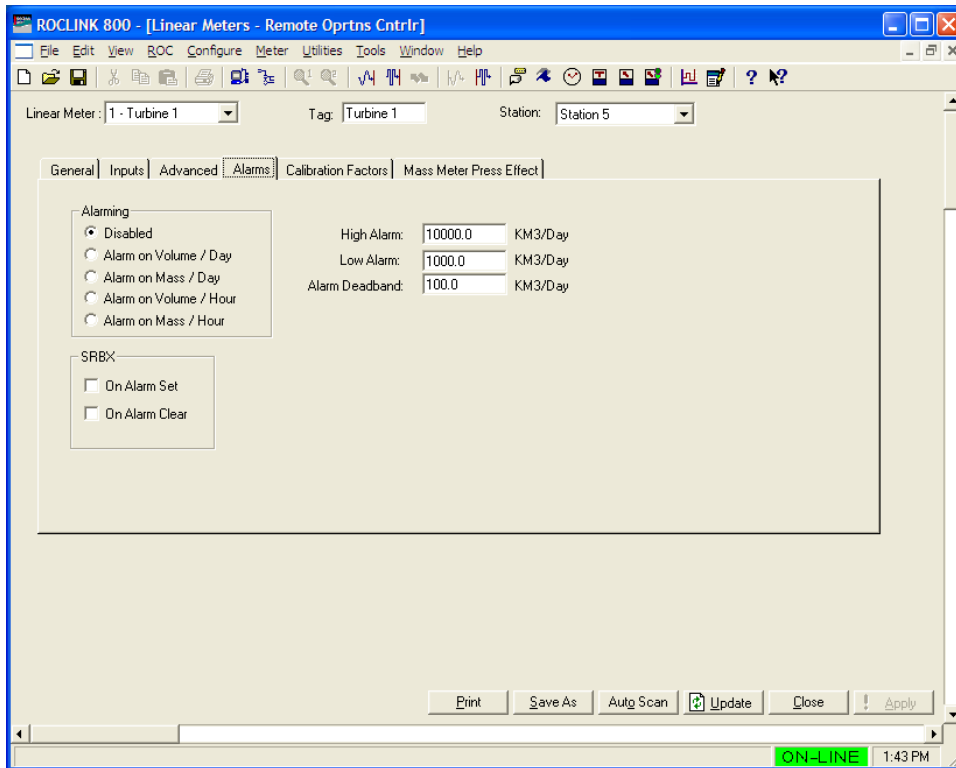 ROCLINK 800 - [Linear Meters - Remote Oprtns Cntrlr]
File Edit View ROC Configure Meter Utilities Tools Window Help
Linear Meter : 1 - Turbine 1 Tag: Turbine 1 Station: Station 5
General Inputs Advanced Alarms Calibration Factors Mass Meter Press Effect
Alarming
Disabled
Alarm on Volume / Day
Alarm on Mass / Day
Alarm on Volume / Hour
Alarm on Mass / Hour
High Alarm: 10000.0 KM3/Day
Low Alarm: 1000.0 KM3/Day
Alarm Deadband: 100.0 KM3/Day
SRBX
On Alarm Set
On Alarm Clear
Print Save As Auto Scan Update Close ! Apply
ON-LINE 1:43 PM